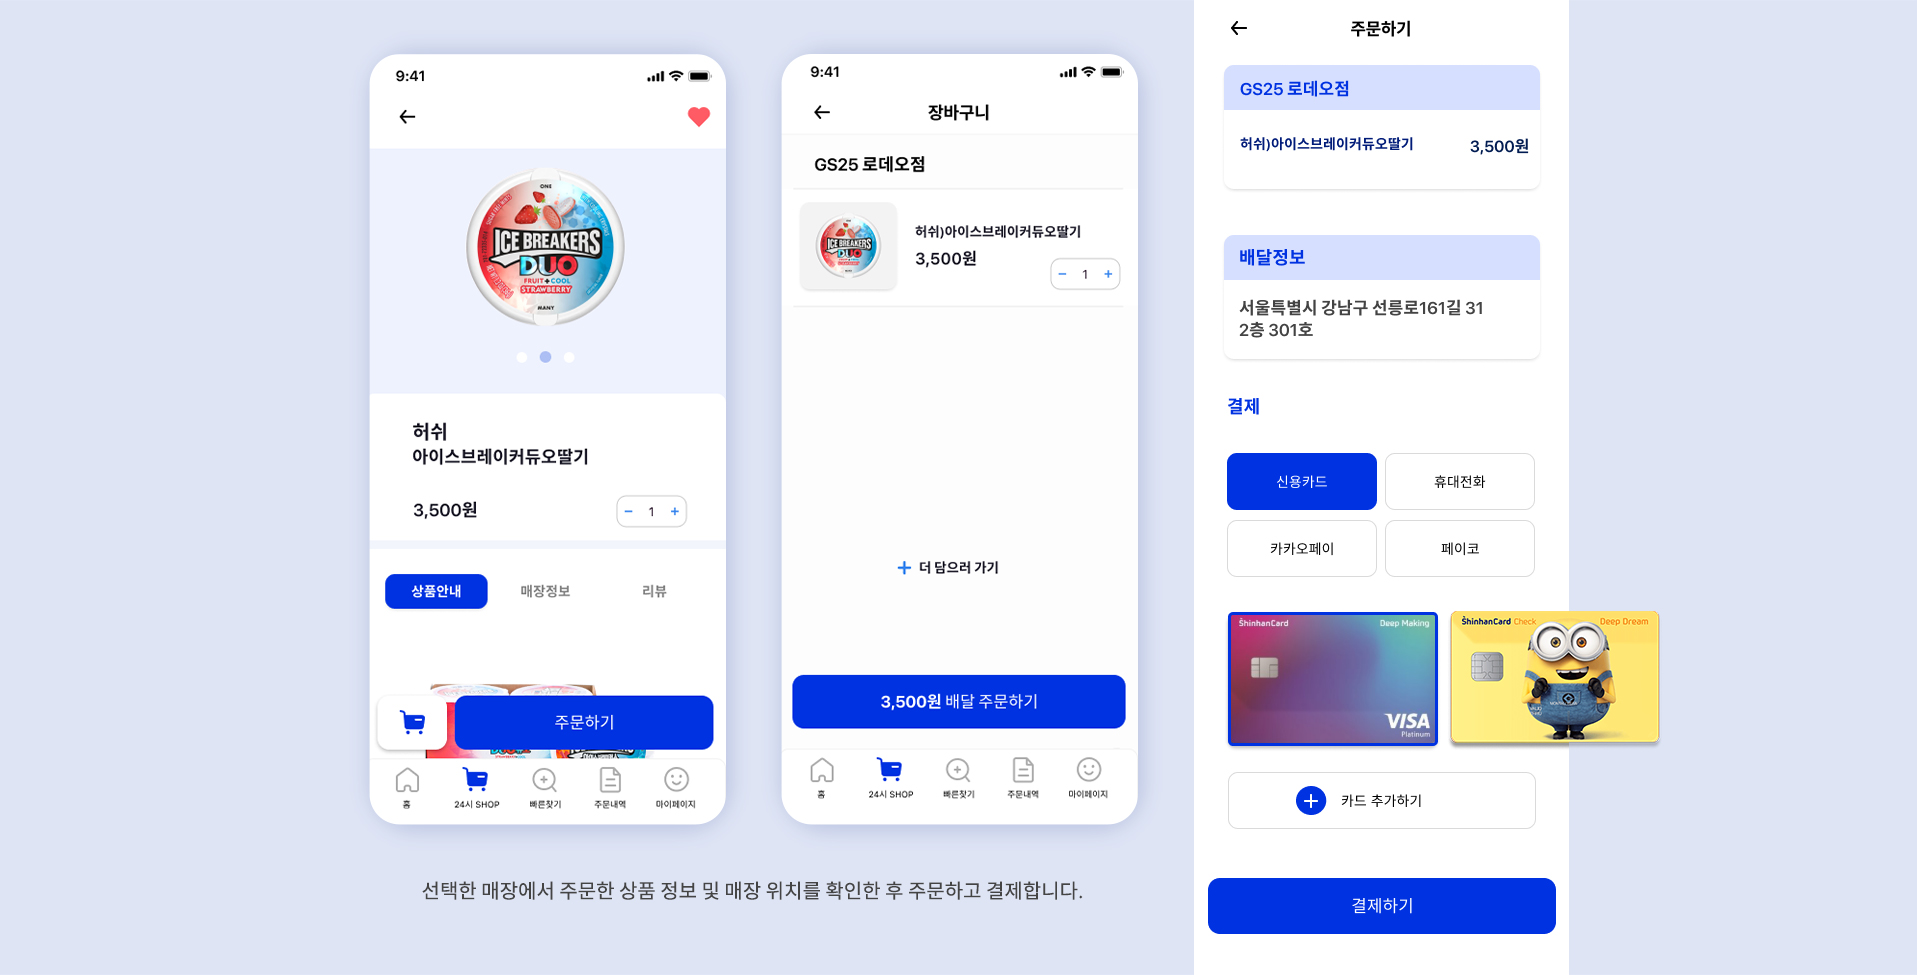 9:41
ONE
ICE BREAKERS
DUO
FRUIT + COOL
STRAWBERRY
MANY
허쉬
아이스브레이커듀오딸기
3,500원
− 1 +
상품안내 매장정보 리뷰
주문하기
홈 24시 SHOP 빠른찾기 주문내역 마이페이지
9:41
장바구니
GS25 로데오점
ICE BREAKERS
DUO
허쉬)아이스브레이커듀오딸기
3,500원
− 1 +
+ 더 담으러 가기
3,500원 배달 주문하기
홈 24시 SHOP 빠른찾기 주문내역 마이페이지
선택한 매장에서 주문한 상품 정보 및 매장 위치를 확인한 후 주문하고 결제합니다.
주문하기
GS25 로데오점
허쉬)아이스브레이커듀오딸기 3,500원
배달정보
서울특별시 강남구 선릉로161길 31
2층 301호
결제
신용카드 휴대전화
카카오페이 페이코
ShinhanCard Deep Making
VISA
Platinum
ShinhanCard Check Deep Dream
카드 추가하기
결제하기